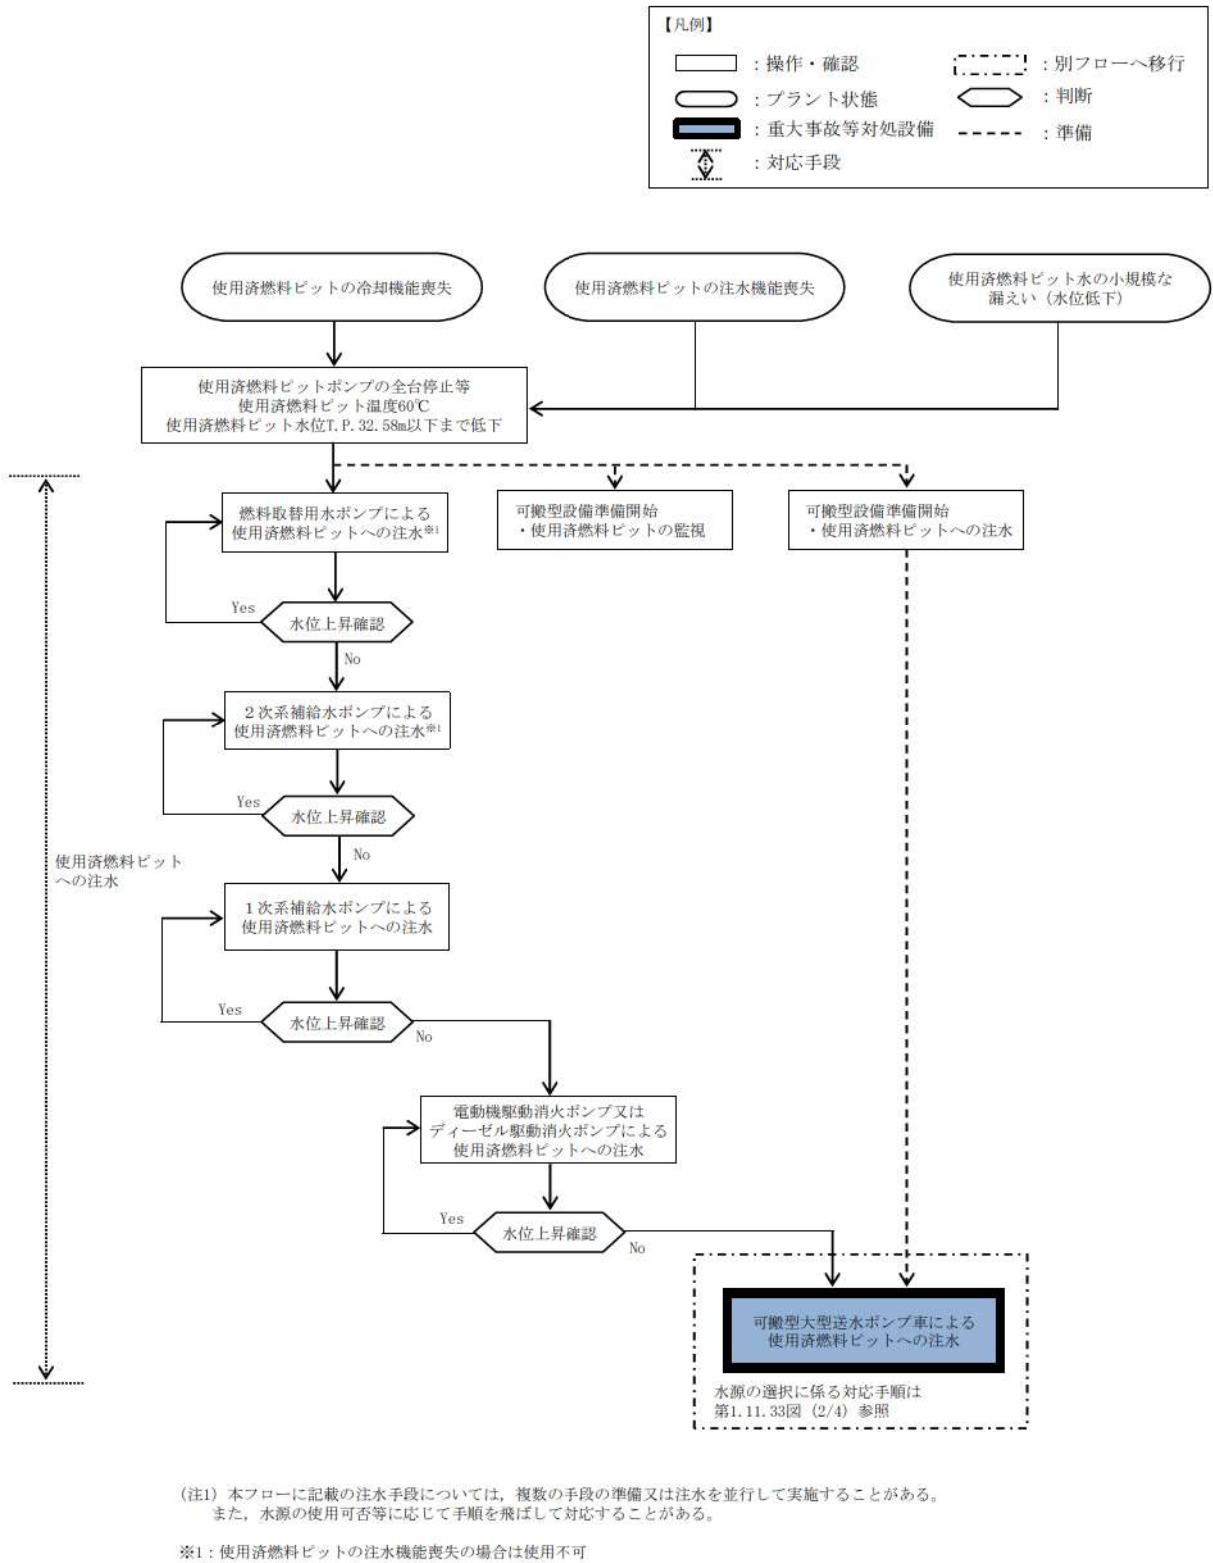 【凡例】
：操作・確認
：別フローへ移行
：プラント状態
：判断
：重大事故等対処設備
：準備
：対応手段
使用済燃料ピットの冷却機能喪失
使用済燃料ピットの注水機能喪失
使用済燃料ピット水の小規模な
漏えい（水位低下）
使用済燃料ピットポンプの全台停止等
使用済燃料ピット温度60℃
使用済燃料ピット水位T.P.32.58m以下まで低下
燃料取替用水ポンプによる
使用済燃料ピットへの注水※1
可搬型設備準備開始
・使用済燃料ピットの監視
可搬型設備準備開始
・使用済燃料ピットへの注水
Yes
水位上昇確認
No
２次系補給水ポンプによる
使用済燃料ピットへの注水※1
Yes
水位上昇確認
No
使用済燃料ピット
への注水
１次系補給水ポンプによる
使用済燃料ピットへの注水
Yes
水位上昇確認
No
電動機駆動消火ポンプ又は
ディーゼル駆動消火ポンプによる
使用済燃料ピットへの注水
Yes
水位上昇確認
No
可搬型大型送水ポンプ車による
使用済燃料ピットへの注水
水源の選択に係る対応手順は
第1.11.33図（2/4）参照
（注1）本フローに記載の注水手段については，複数の手段の準備又は注水を並行して実施することがある。
また，水源の使用可否等に応じて手順を飛ばして対応することがある。
※1：使用済燃料ピットの注水機能喪失の場合は使用不可